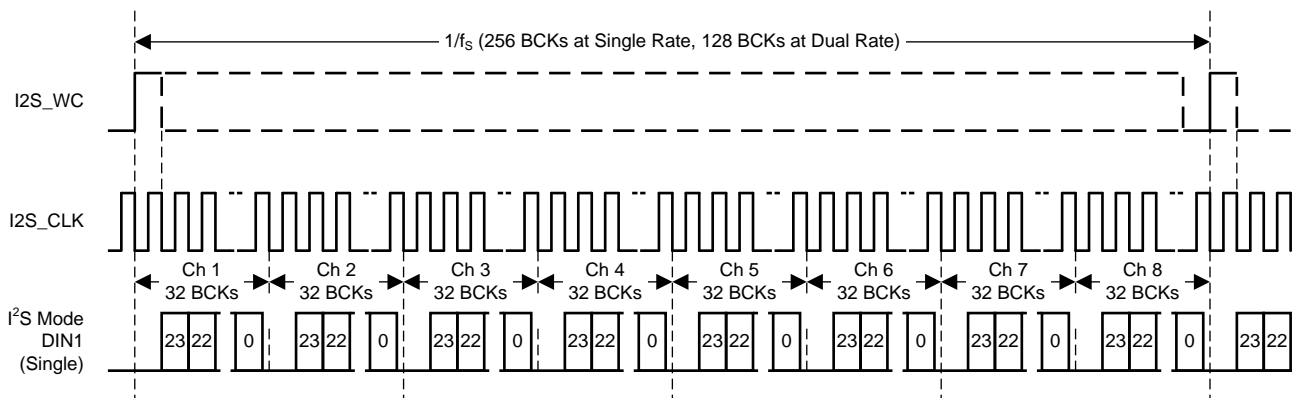 1/fS (256 BCKs at Single Rate, 128 BCKs at Dual Rate)
I2S_WC
I2S_CLK
Ch 1 Ch 2 Ch 3 Ch 4 Ch 5 Ch 6 Ch 7 Ch 8
32 BCKs 32 BCKs 32 BCKs 32 BCKs 32 BCKs 32 BCKs 32 BCKs 32 BCKs
I2S Mode
DIN1
(Single)
23 22 0 23 22 0 23 22 0 23 22 0 23 22 0 23 22 0 23 22 0 23 22 0 23 22